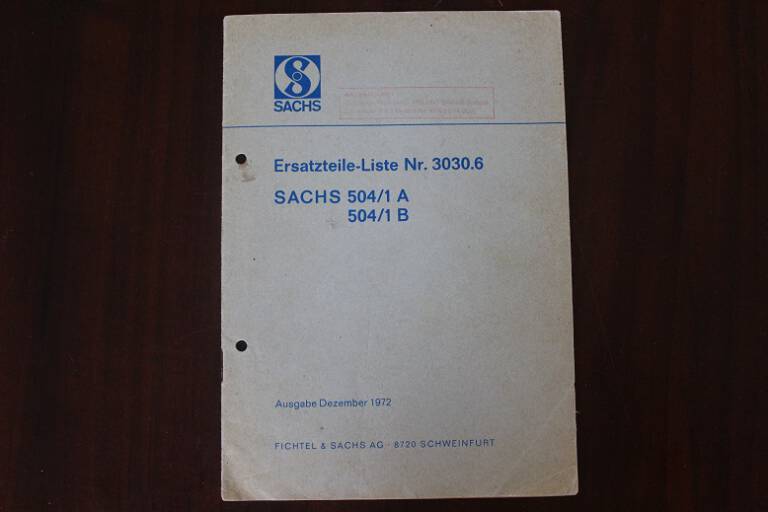 SACHS
Ersatzteile-Liste Nr. 3030.6
SACHS 504/1 A
504/1 B
Ausgabe Dezember 1972
FICHTEL & SACHS AG · 8720 SCHWEINFURT